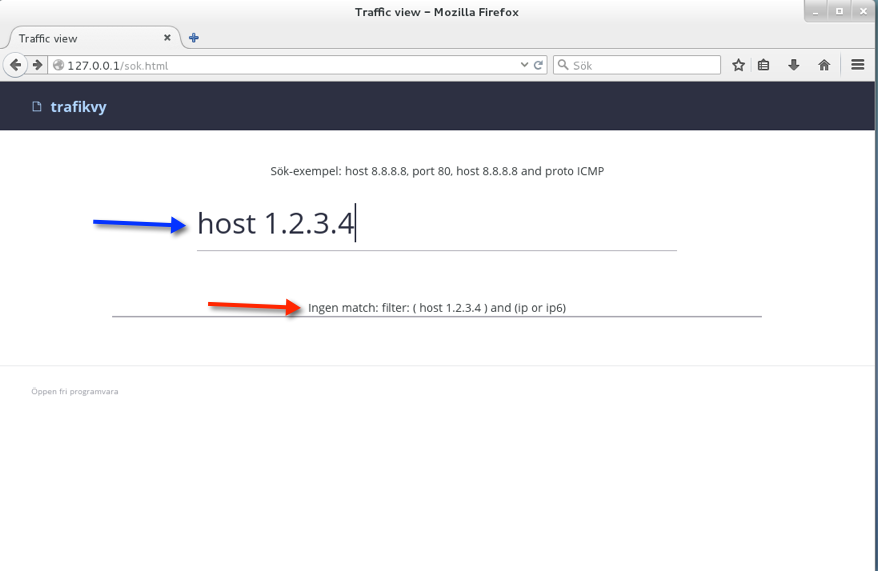 Traffic view - Mozilla Firefox
Traffic view
127.0.0.1/sok.html
Sök
trafikvy
Sök-exempel: host 8.8.8.8, port 80, host 8.8.8.8 and proto ICMP
host 1.2.3.4
Ingen match: filter: ( host 1.2.3.4 ) and (ip or ip6)
Öppen fri programvara